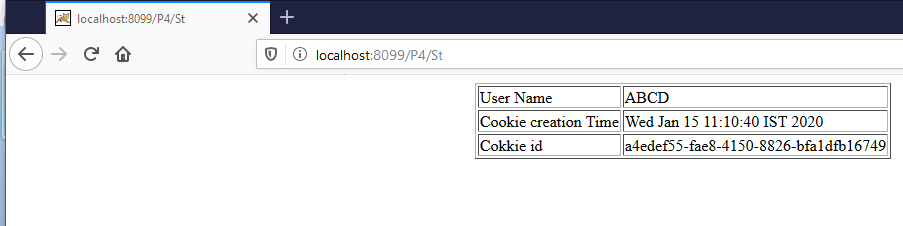 localhost:8099/P4/St
localhost:8099/P4/St
User Name ABCD
Cookie creation Time Wed Jan 15 11:10:40 IST 2020
Cokkie id a4edef55-fae8-4150-8826-bfa1dfb16749